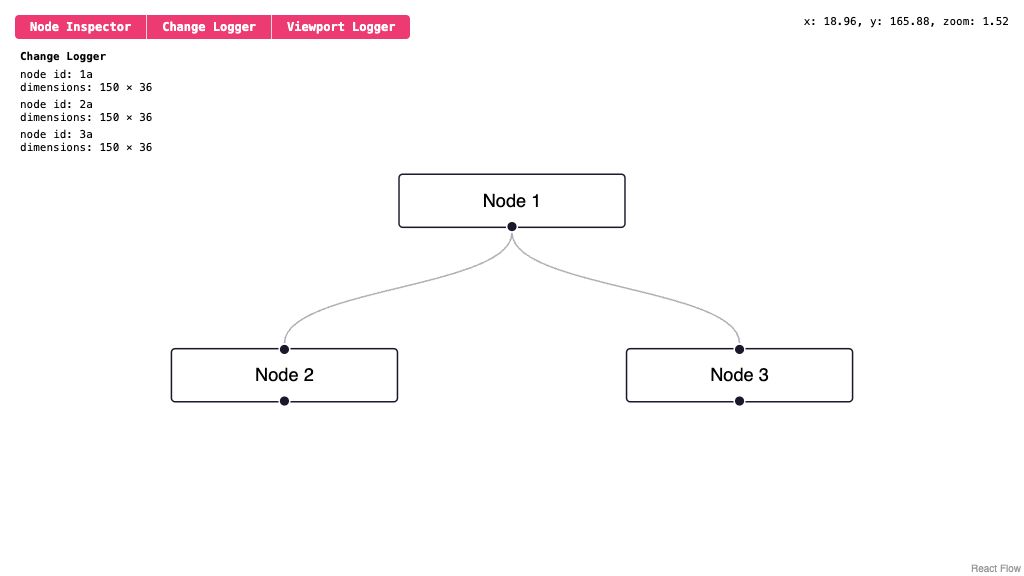 Node Inspector Change Logger Viewport Logger
x: 18.96, y: 165.88, zoom: 1.52
Change Logger
node id: 1a
dimensions: 150 × 36
node id: 2a
dimensions: 150 × 36
node id: 3a
dimensions: 150 × 36
Node 1
Node 2
Node 3
React Flow